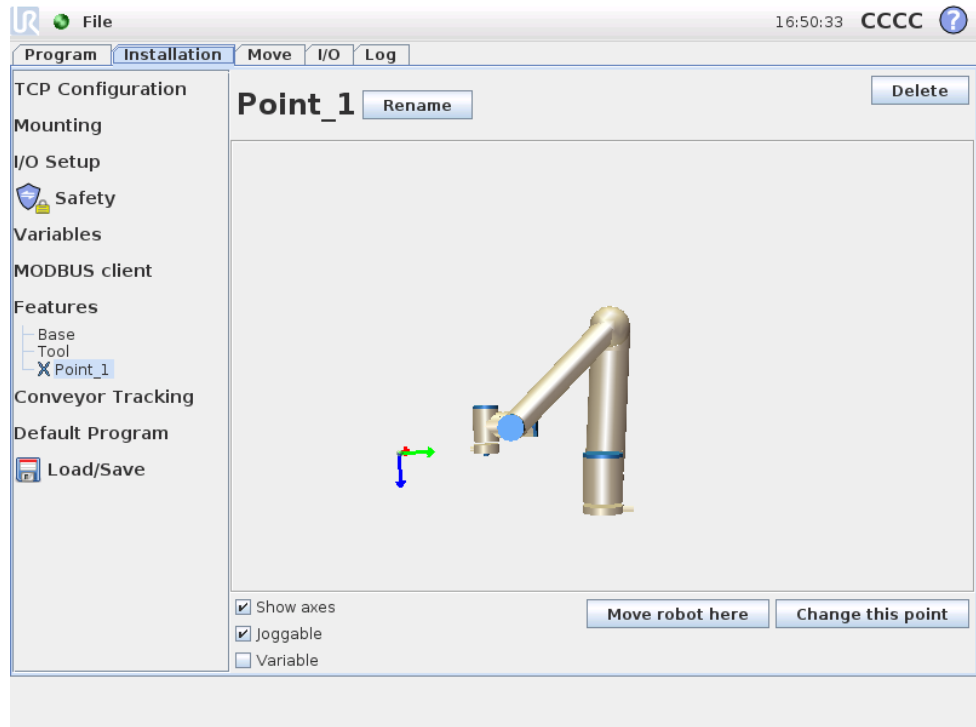 UR File 16:50:33 CCCC ?
Program Installation Move I/O Log
TCP Configuration
Mounting
I/O Setup
Safety
Variables
MODBUS client
Features
Base
Tool
Point_1
Conveyor Tracking
Default Program
Load/Save
Point_1 Rename Delete
Show axes
Joggable
Variable
Move robot here Change this point